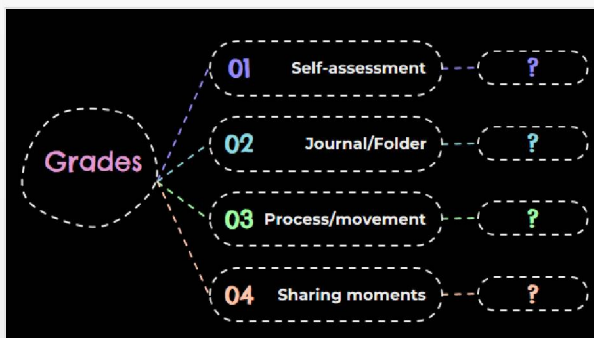 Grades
01 Self-assessment ?
02 Journal/Folder ?
03 Process/movement ?
04 Sharing moments ?